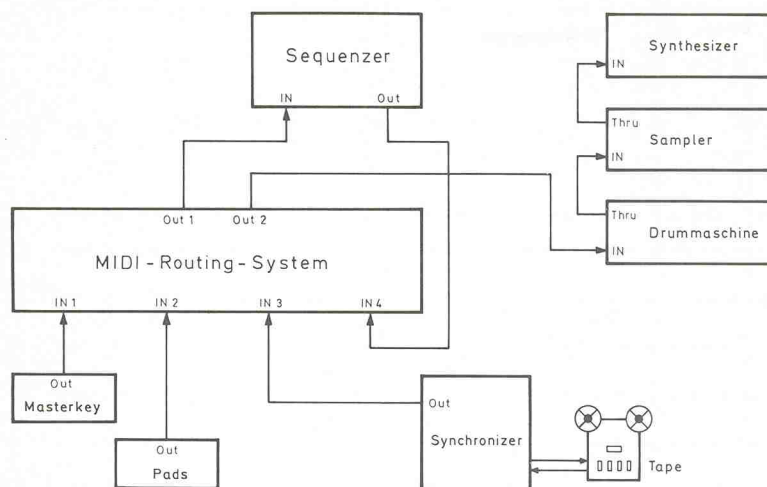 Sequenzer
IN
Out
Synthesizer
IN
Thru
Sampler
IN
Thru
Drummaschine
IN
Out 1
Out 2
MIDI-Routing-System
IN 1
IN 2
IN 3
IN 4
Out
Masterkey
Out
Pads
Out
Synchronizer
Tape